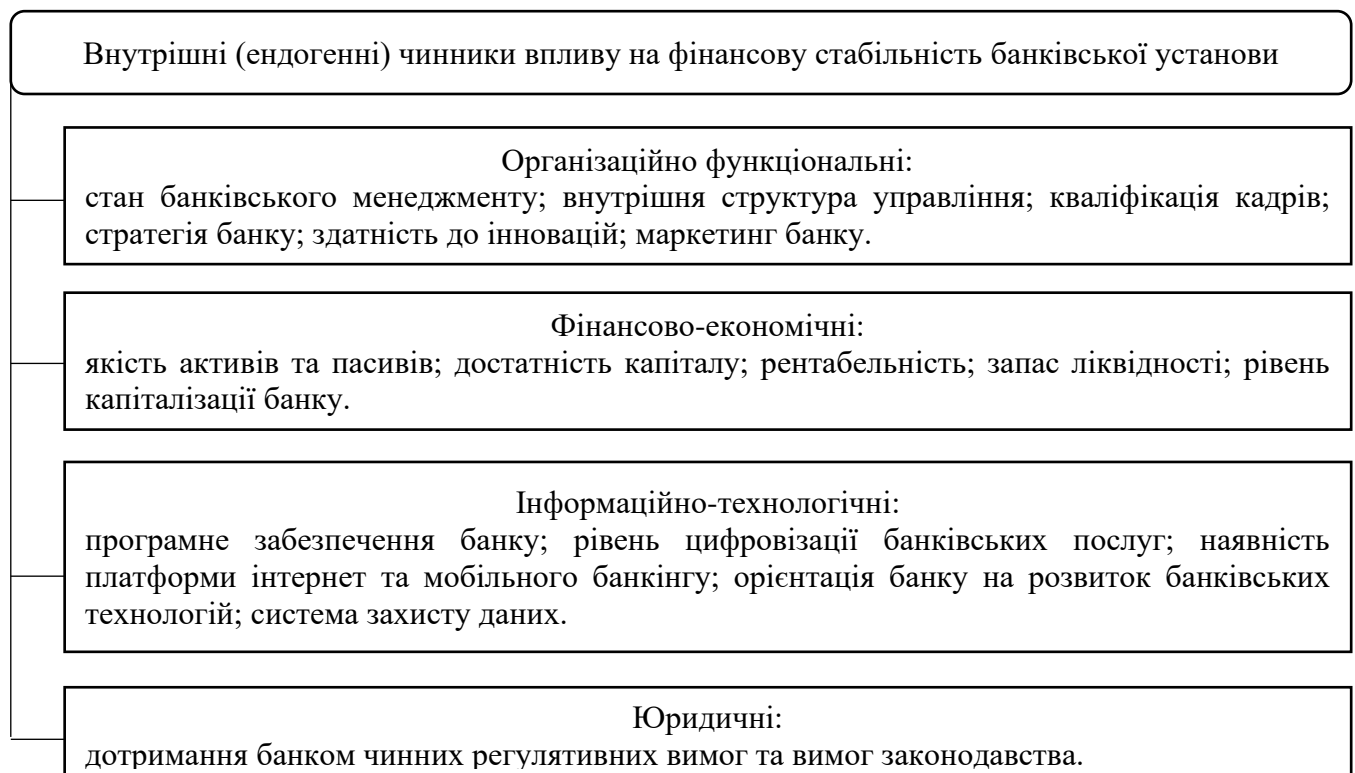 Внутрішні (ендогенні) чинники впливу на фінансову стабільність банківської установи
Організаційно функціональні:
стан банківського менеджменту; внутрішня структура управління; кваліфікація кадрів;
стратегія банку; здатність до інновацій; маркетинг банку.
Фінансово-економічні:
якість активів та пасивів; достатність капіталу; рентабельність; запас ліквідності; рівень
капіталізації банку.
Інформаційно-технологічні:
програмне забезпечення банку; рівень цифровізації банківських послуг; наявність
платформи інтернет та мобільного банкінгу; орієнтація банку на розвиток банківських
технологій; система захисту даних.
Юридичні:
дотримання банком чинних регулятивних вимог та вимог законодавства.